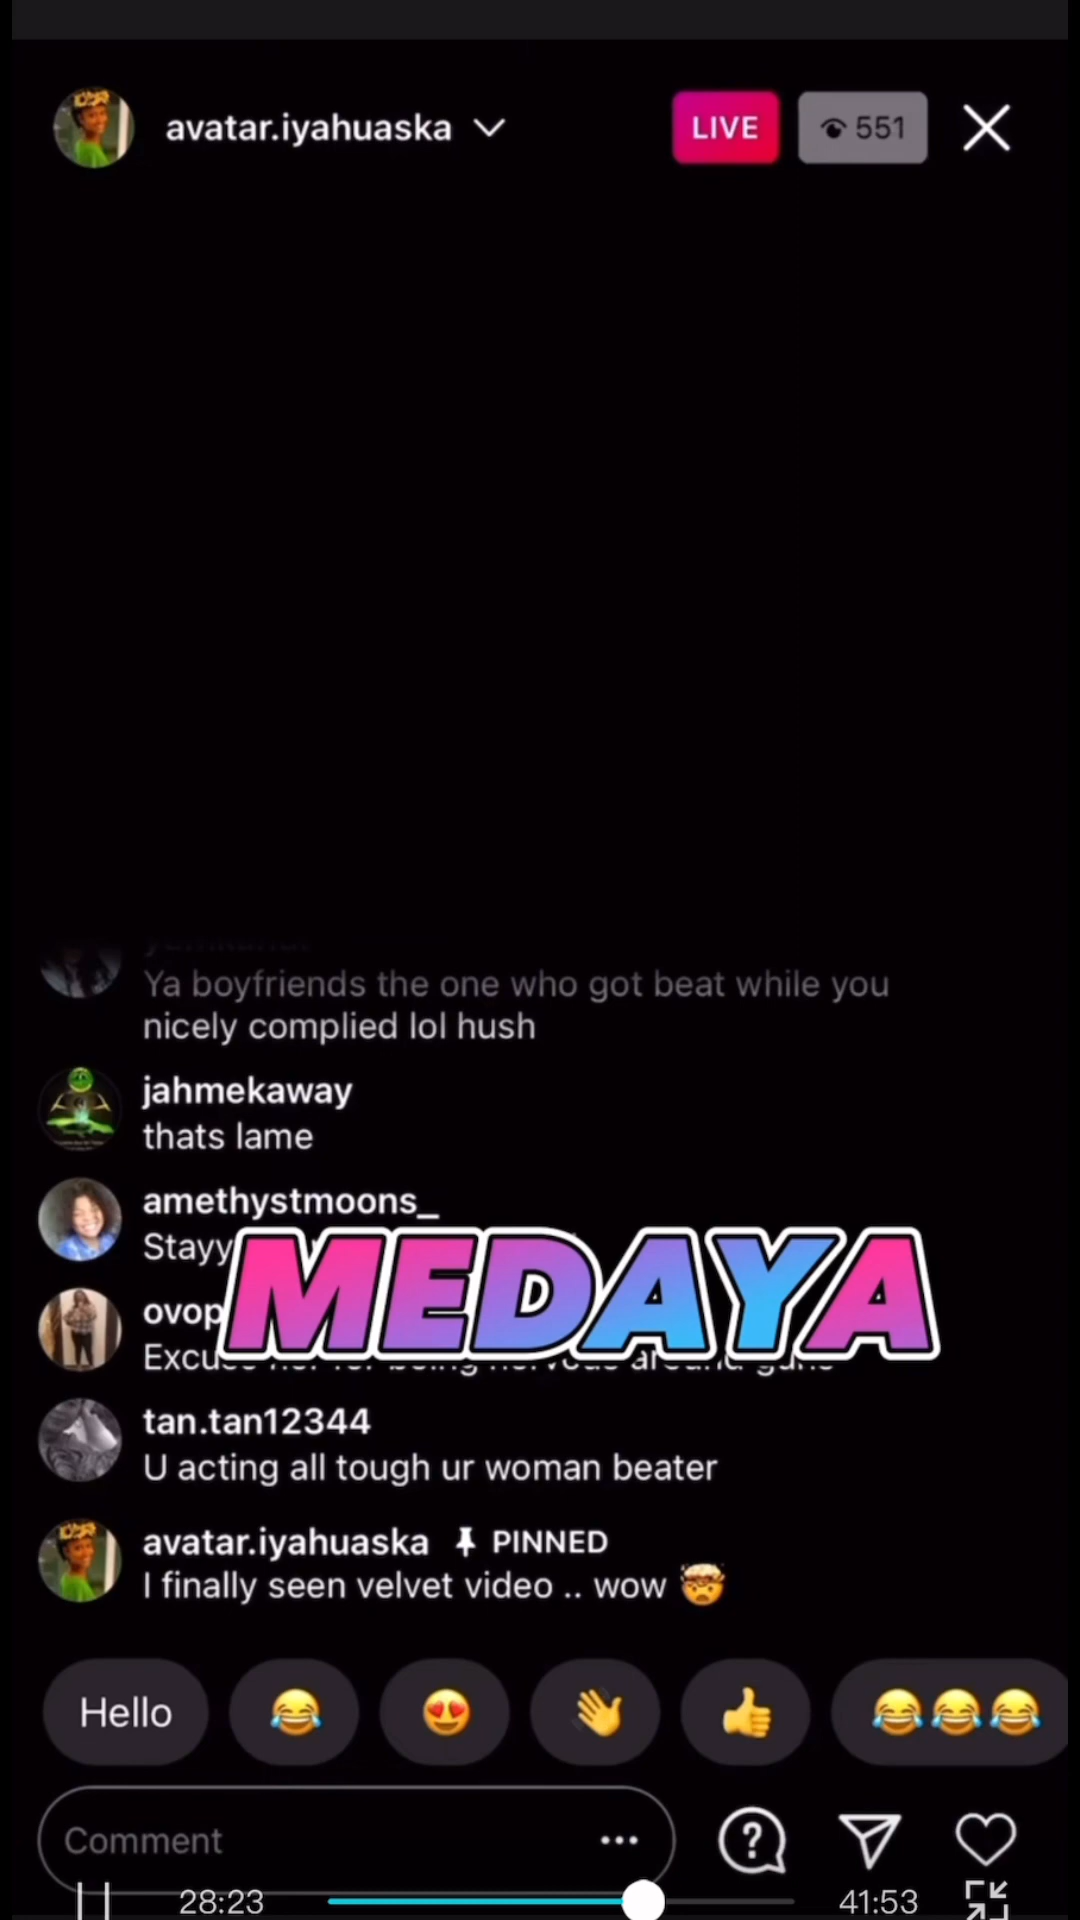 avatar.iyahuaska
LIVE
551
Ya boyfriends the one who got beat while you
nicely complied lol hush
jahmekaway
thats lame
amethystmoons_
Stayy
MEDAYA
ovop
tan.tan12344
U acting all tough ur woman beater
avatar.iyahuaska PINNED
I finally seen velvet video .. wow 🤯
Hello 😂 😍 👋 👍 😂😂😂
Comment
28:23
41:53